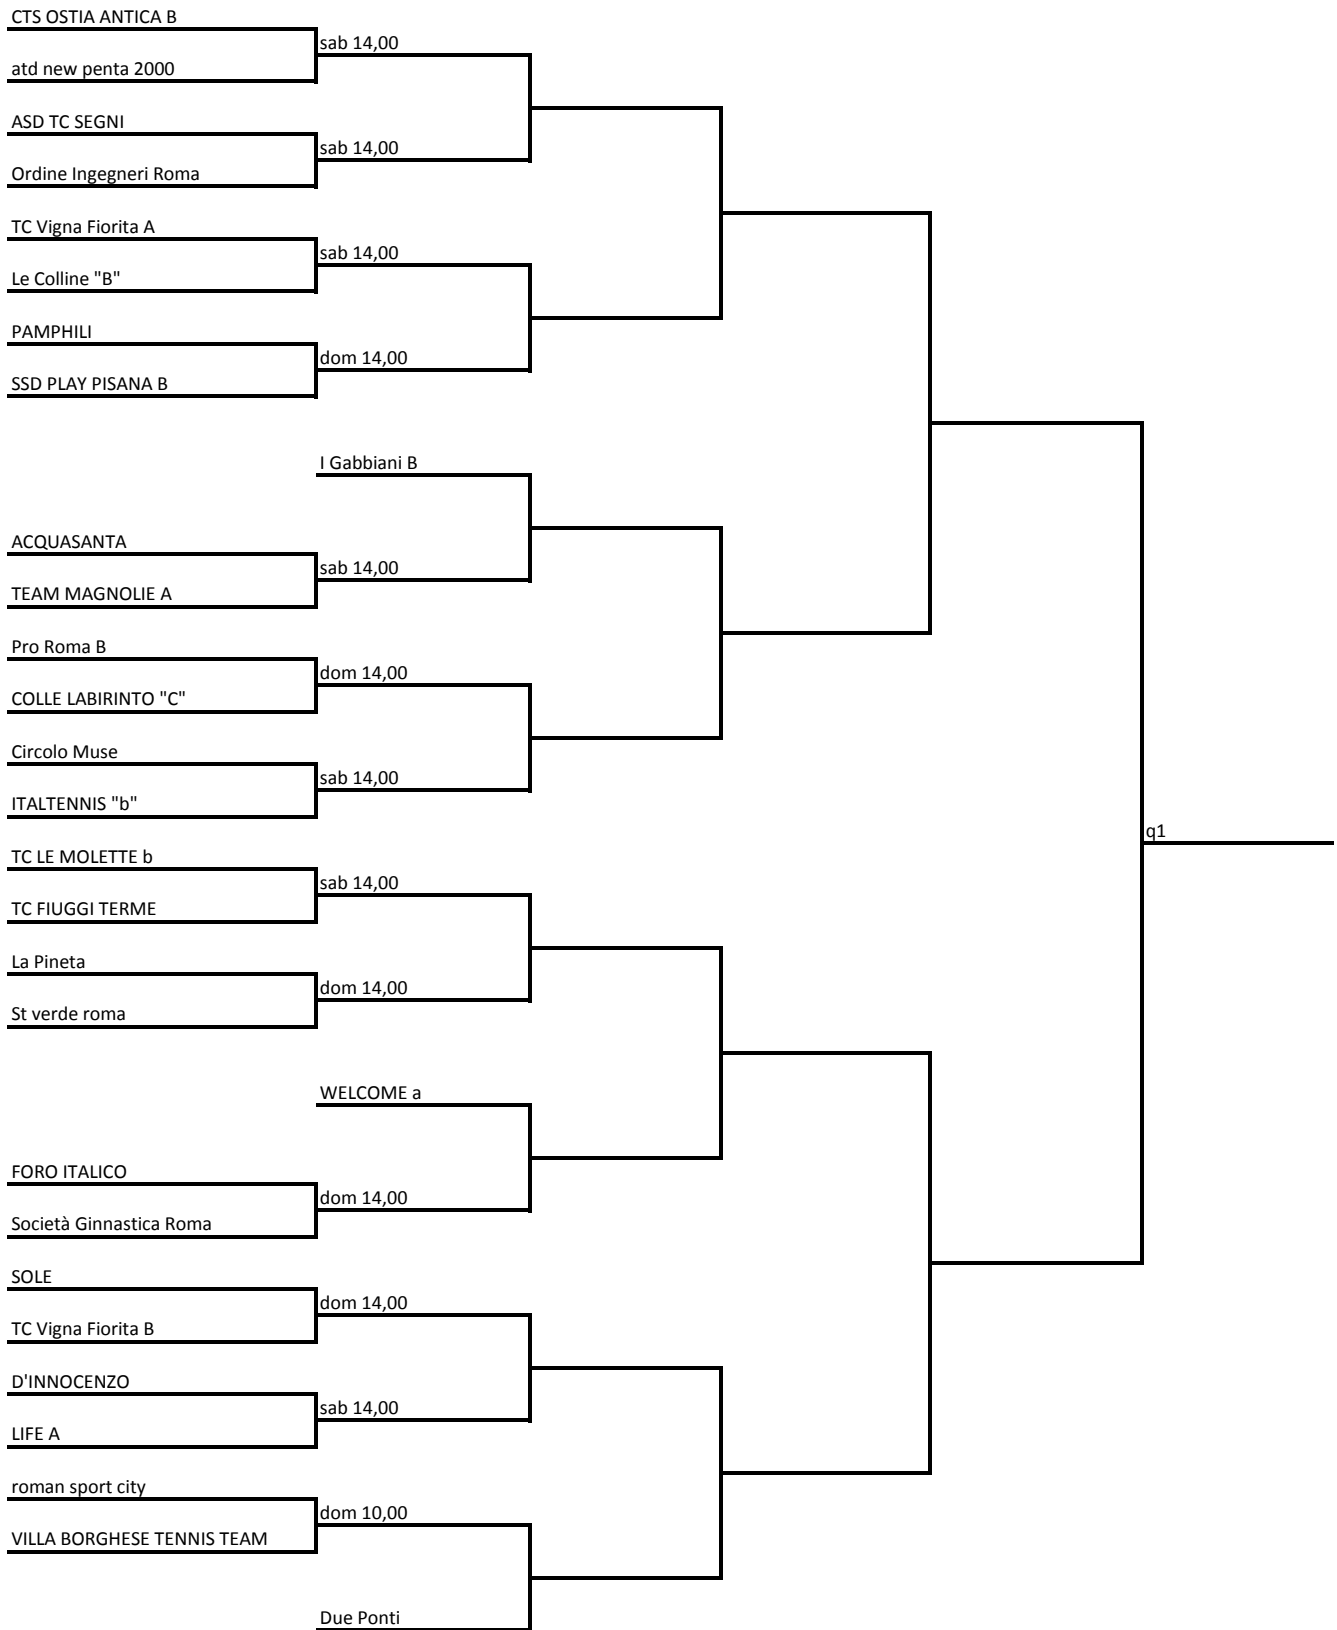 CTS OSTIA ANTICA B
sab 14,00
atd new penta 2000
ASD TC SEGNI
sab 14,00
Ordine Ingegneri Roma
TC Vigna Fiorita A
sab 14,00
Le Colline "B"
PAMPHILI
dom 14,00
SSD PLAY PISANA B
I Gabbiani B
ACQUASANTA
sab 14,00
TEAM MAGNOLIE A
Pro Roma B
dom 14,00
COLLE LABIRINTO "C"
Circolo Muse
sab 14,00
ITALTENNIS "b"
q1
TC LE MOLETTE b
sab 14,00
TC FIUGGI TERME
La Pineta
dom 14,00
St verde roma
WELCOME a
FORO ITALICO
dom 14,00
Società Ginnastica Roma
SOLE
dom 14,00
TC Vigna Fiorita B
D'INNOCENZO
sab 14,00
LIFE A
roman sport city
dom 10,00
VILLA BORGHESE TENNIS TEAM
Due Ponti